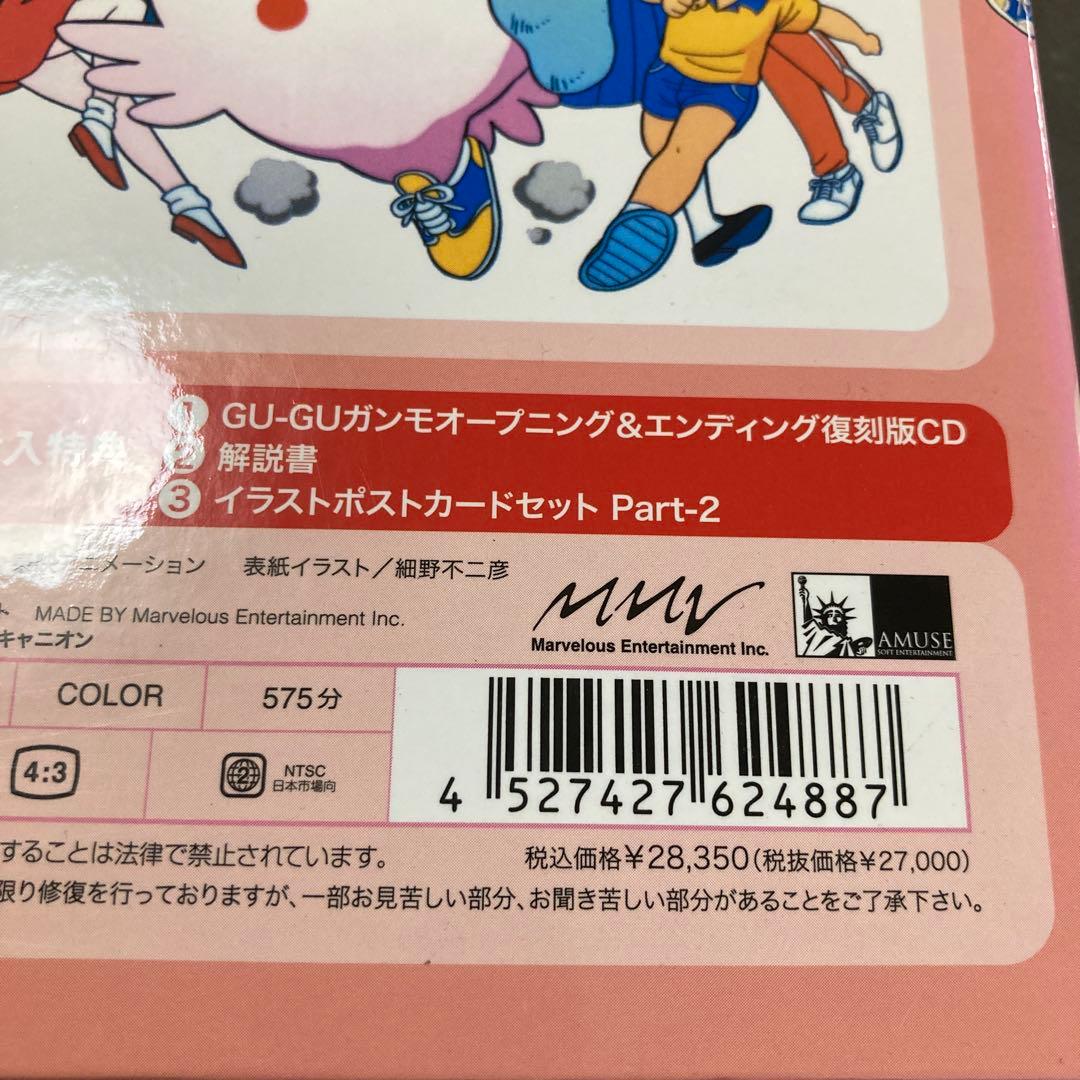 入特典
❶ GU-GUガンモオープニング&エンディング復刻版CD
❷ 解説書
❸ イラストポストカードセット Part-2
アニメーション 表紙イラスト／細野不二彦
ト MADE BY Marvelous Entertainment Inc.
キャニオン
MMV
Marvelous Entertainment Inc.
AMUSE
SOFT ENTERTAINMENT
COLOR 575分
4:3 2 NTSC
日本市場向
4 527427 624887
することは法律で禁止されています。
税込価格¥28,350(税抜価格¥27,000)
限り修復を行っておりますが、一部お見苦しい部分、お聞き苦しい部分があることをご了承下さい。